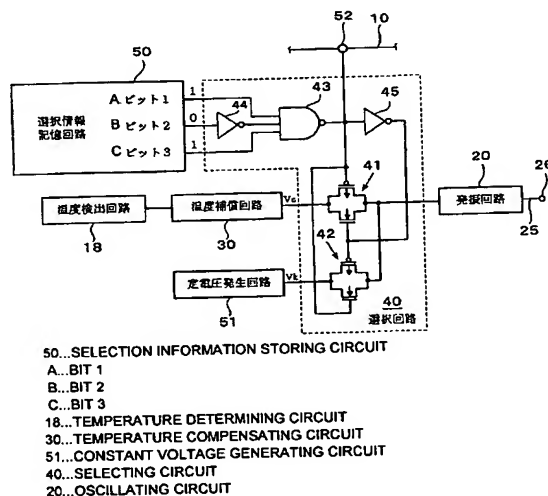 52
10
50
43
A ビット1
1
44
45
選択情報
記憶回路
B ビット2
0
C ビット3
1
41
20
26
温度検出回路
温度補償回路
発振回路
18
30
42
25
定電圧発生回路
51
40
選択回路
50...SELECTION INFORMATION STORING CIRCUIT
A...BIT 1
B...BIT 2
C...BIT 3
18...TEMPERATURE DETERMINING CIRCUIT
30...TEMPERATURE COMPENSATING CIRCUIT
51...CONSTANT VOLTAGE GENERATING CIRCUIT
40...SELECTING CIRCUIT
20...OSCILLATING CIRCUIT